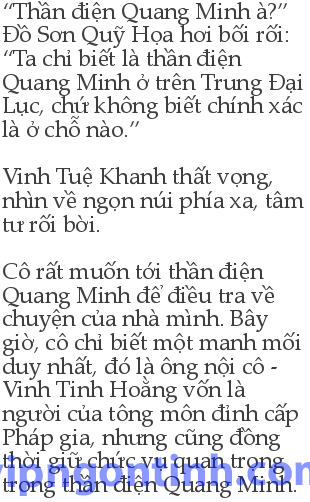 “Thần điện Quang Minh à?”
Đồ Sơn Quỹ Họa hơi bối rối:
“Ta chỉ biết là thần điện
Quang Minh ở trên Trung Đại
Lục, chứ không biết chính xác
là ở chỗ nào.”
Vinh Tuệ Khanh thất vọng,
nhìn về ngọn núi phía xa, tâm
tư rối bời.
Cô rất muốn tới thần điện
Quang Minh để điều tra về
chuyện của nhà mình. Bây
giờ, cô chỉ biết một manh mối
duy nhất, đó là ông nội cô -
Vinh Tinh Hoằng vốn là
người của tông môn đỉnh cấp
Pháp gia, nhưng cũng đồng
thời giữ chức vụ quan trọng
trong thần điện Quang Minh.
vipngontinh.com